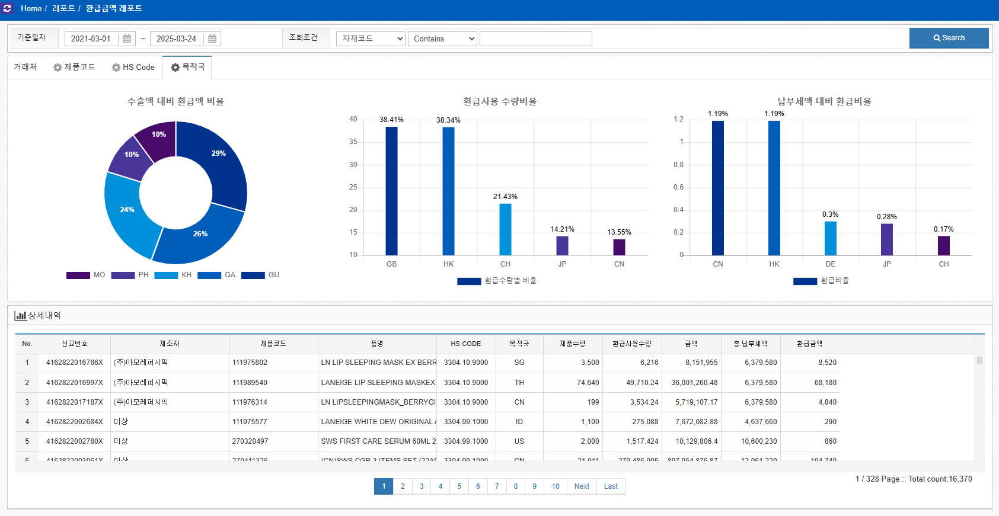 Home / 레포트 / 환급금액 레포트
기준일자 2021-03-01 ~ 2025-03-24 조회조건 자재코드 Contains Search
거래처 제품코드 HS Code 목적국
수출액 대비 환급액 비율
10% 29% 10% 24% 26%
MO PH KH QA GU
환급사용 수량비율
40 35 30 25 20 15 10
38.41% 38.34% 21.43% 14.21% 13.55%
GB HK CH JP CN
환급수량별 비율
납부세액 대비 환급비율
1.2 1 0.8 0.6 0.4 0.2 0
1.19% 1.19% 0.3% 0.28% 0.17%
CN HK DE JP CH
환급비율
상세내역
No. 신고번호 제조자 제품코드 품명 HS CODE 목적국 제품수량 환급사용수량 금액 총 납부세액 환급금액
1 4162822016766X (주)아모레퍼시픽 111975802 LN LIP SLEEPING MASK EX BERR 3304.10.9000 SG 3,500 6,216 8,151,955 6,379,580 8,520
2 4162822016997X (주)아모레퍼시픽 111989540 LANEIGE LIP SLEEPING MASKEX 3304.10.9000 TH 74,640 49,710.24 36,001,260.48 6,379,580 68,180
3 4162822017187X (주)아모레퍼시픽 111976314 LN LIPSLEEPINGMASK_BERRYGI 3304.10.9000 CN 199 3,534.24 5,719,107.17 6,379,580 4,840
4 4162822002684X 미상 111975577 LANEIGE WHITE DEW ORIGINAL A 3304.99.1000 ID 1,100 275.088 7,672,082.88 4,637,660 290
5 4162822002780X 미상 270320497 SWS FIRST CARE SERUM 60ML 2 3304.99.1000 US 2,000 1,517.424 10,129,806.4 10,600,230 860
6 4162822003061X 미상 270411326 (CN)SWS CGR 3 ITEMS SET (22AF 3304.99.1000 CN 21,011 279,486.905 897,954,876.87 12,061,220 104,740
1 2 3 4 5 6 7 8 9 10 Next Last
1 / 328 Page :: Total count:16,370